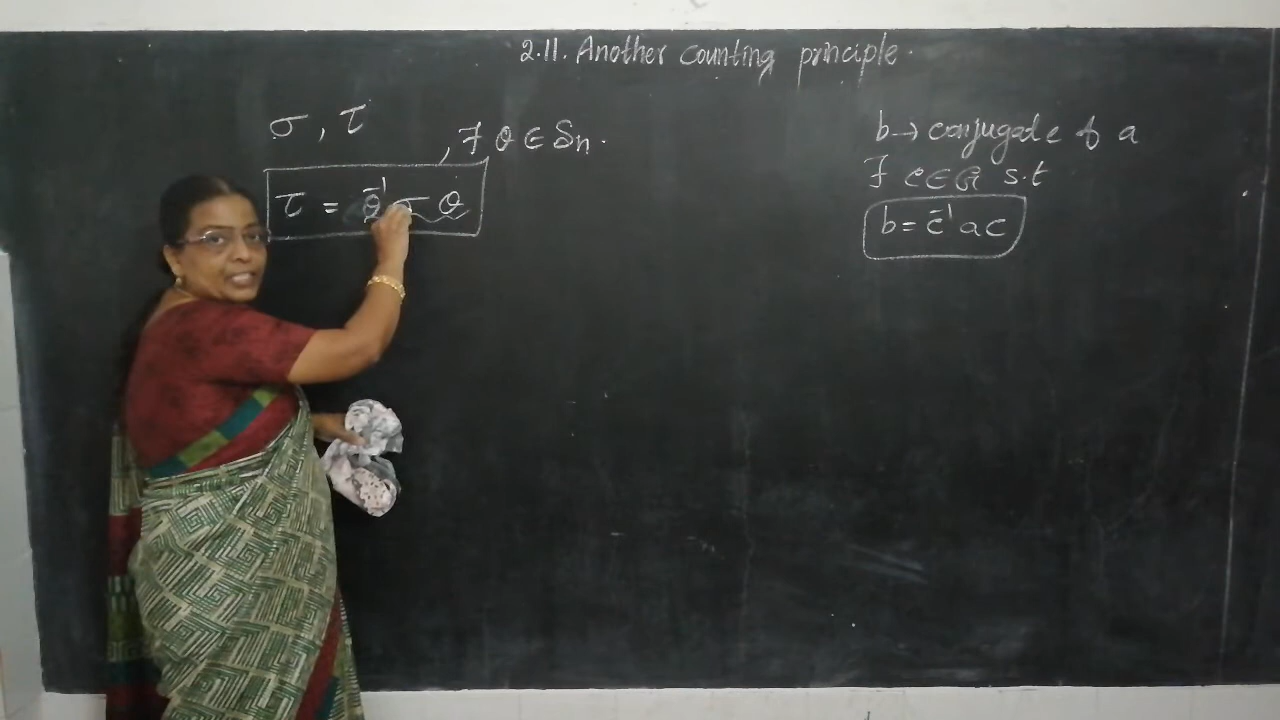 2.11. Another counting principle.
σ, τ
, ∃ θ ∈ Sn.
τ = θ⁻¹ σ θ
b → conjugate of a
∃ c ∈ G s.t
b = c⁻¹ a c